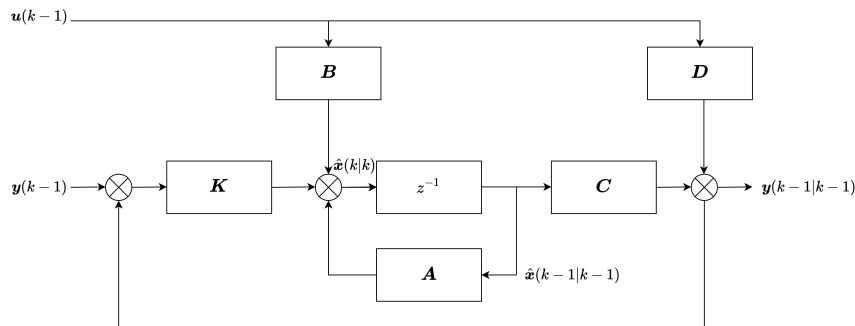 u(k−1)
B
D
x̂(k|k)
y(k−1)
K
z⁻¹
C
y(k−1|k−1)
A
x̂(k−1|k−1)